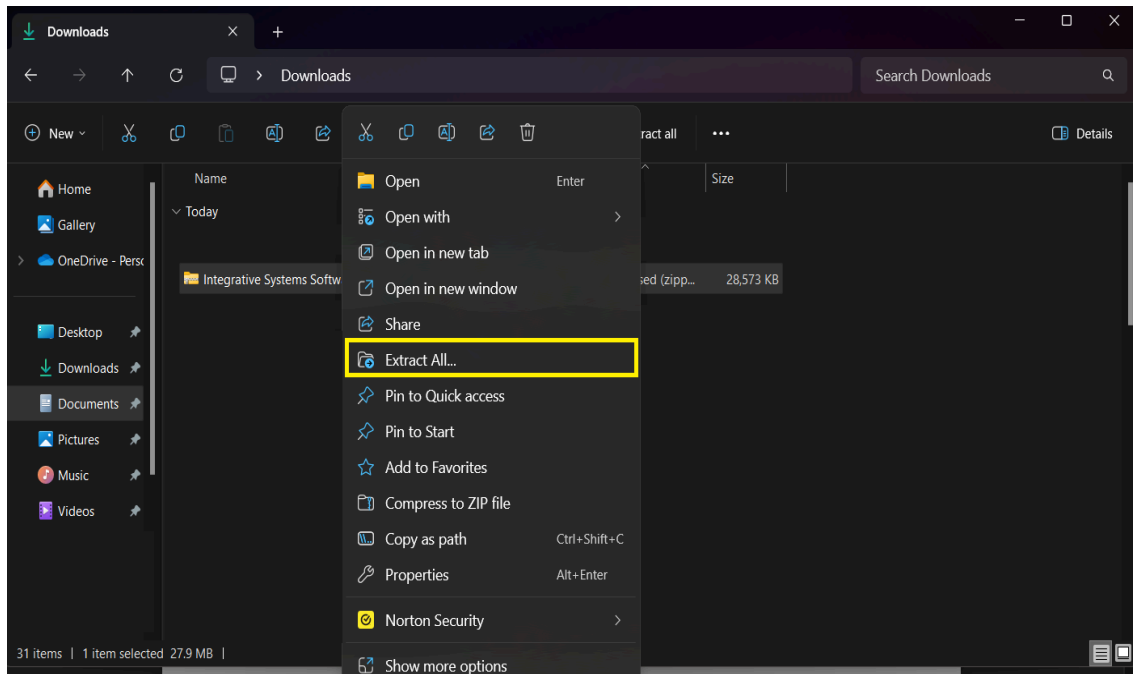 Downloads
Downloads
Search Downloads
New
ract all
Details
Home
Gallery
OneDrive - Perso
Desktop
Downloads
Documents
Pictures
Music
Videos
Name
Size
Today
Integrative Systems Softw
sed (zipp...
28,573 KB
Open Enter
Open with
Open in new tab
Open in new window
Share
Extract All...
Pin to Quick access
Pin to Start
Add to Favorites
Compress to ZIP file
Copy as path Ctrl+Shift+C
Properties Alt+Enter
Norton Security
Show more options
31 items | 1 item selected 27.9 MB |